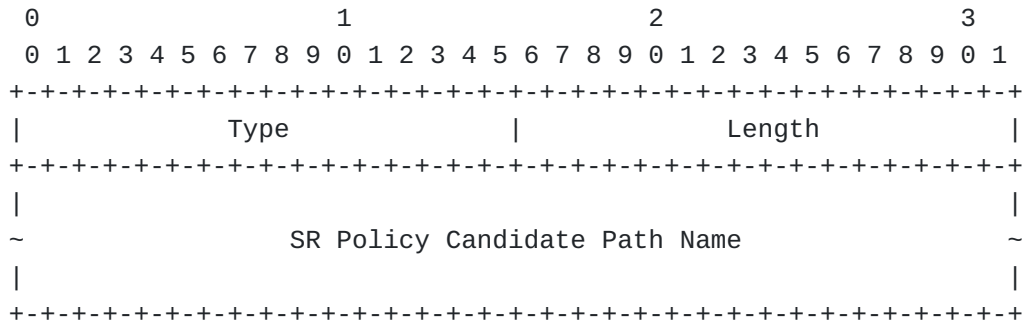 0                   1                   2                   3
 0 1 2 3 4 5 6 7 8 9 0 1 2 3 4 5 6 7 8 9 0 1 2 3 4 5 6 7 8 9 0 1
+-+-+-+-+-+-+-+-+-+-+-+-+-+-+-+-+-+-+-+-+-+-+-+-+-+-+-+-+-+-+-+-+
|             Type              |             Length            |
+-+-+-+-+-+-+-+-+-+-+-+-+-+-+-+-+-+-+-+-+-+-+-+-+-+-+-+-+-+-+-+-+
|                                                               |
~                 SR Policy Candidate Path Name                 ~
|                                                               |
+-+-+-+-+-+-+-+-+-+-+-+-+-+-+-+-+-+-+-+-+-+-+-+-+-+-+-+-+-+-+-+-+